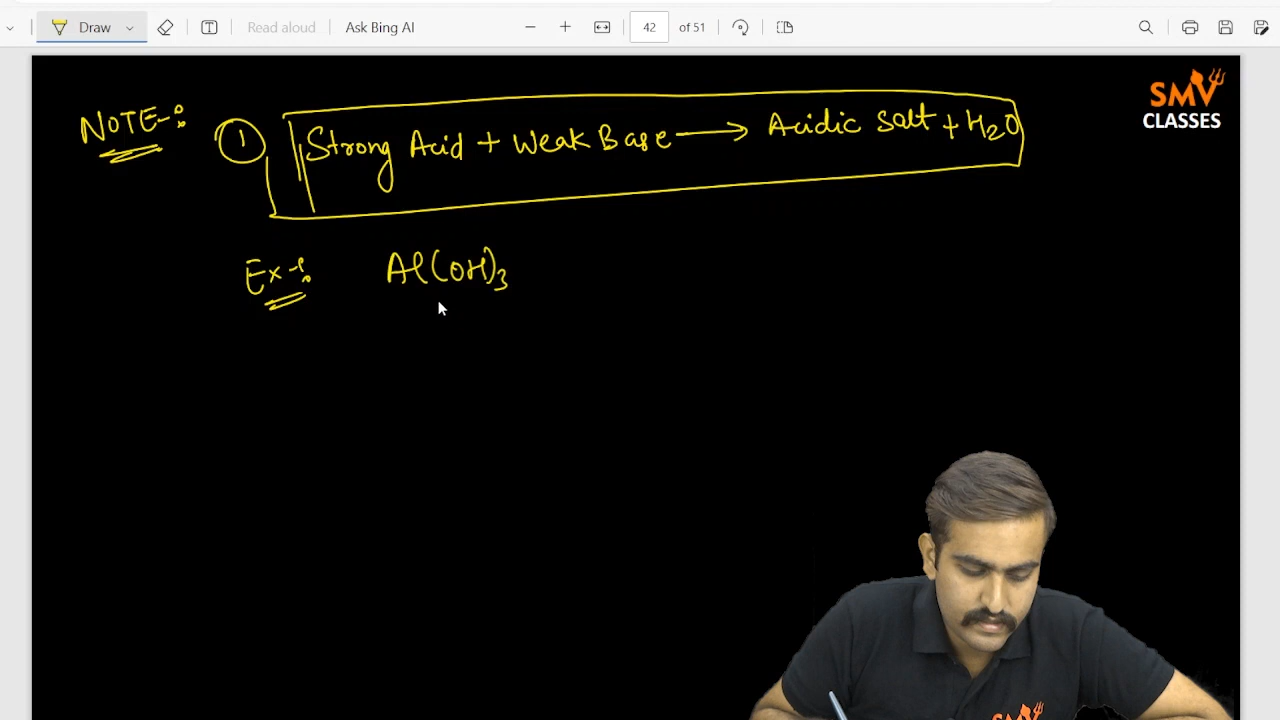 Draw
Read aloud
Ask Bing AI
42 of 51
SMV
CLASSES
NOTE-:
① Strong Acid + Weak Base → Acidic Salt + H₂O
Ex-: Al(OH)₃